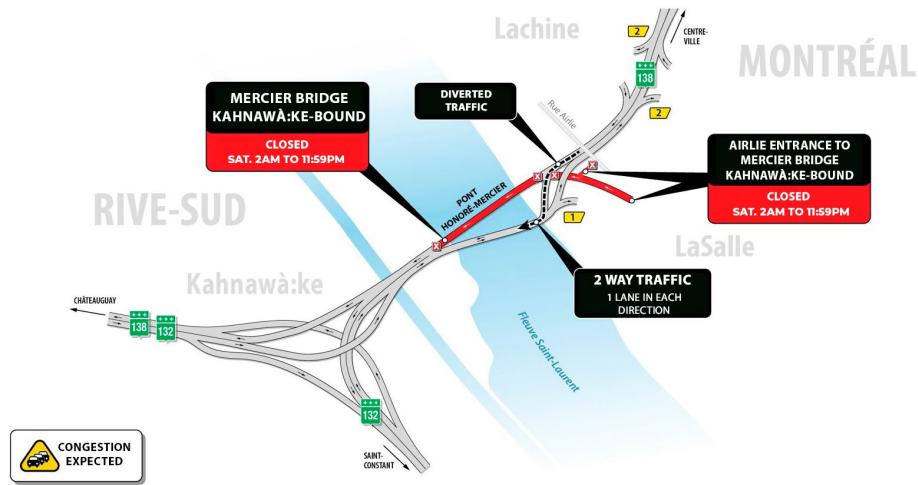 Lachine
2
CENTRE-
VILLE
MONTRÉAL
138
MERCIER BRIDGE
KAHNAWÀ:KE-BOUND
CLOSED
SAT. 2AM TO 11:59PM
DIVERTED
TRAFFIC
Rue Airlie
2
AIRLIE ENTRANCE TO
MERCIER BRIDGE
KAHNAWÀ:KE-BOUND
CLOSED
SAT. 2AM TO 11:59PM
X
X
X
PONT
HONORÉ-MERCIER
RIVE-SUD
1
X
LaSalle
Kahnawà:ke
2 WAY TRAFFIC
1 LANE IN EACH
DIRECTION
CHÂTEAUGUAY
138
132
Fleuve Saint-Laurent
132
CONGESTION
EXPECTED
SAINT-
CONSTANT